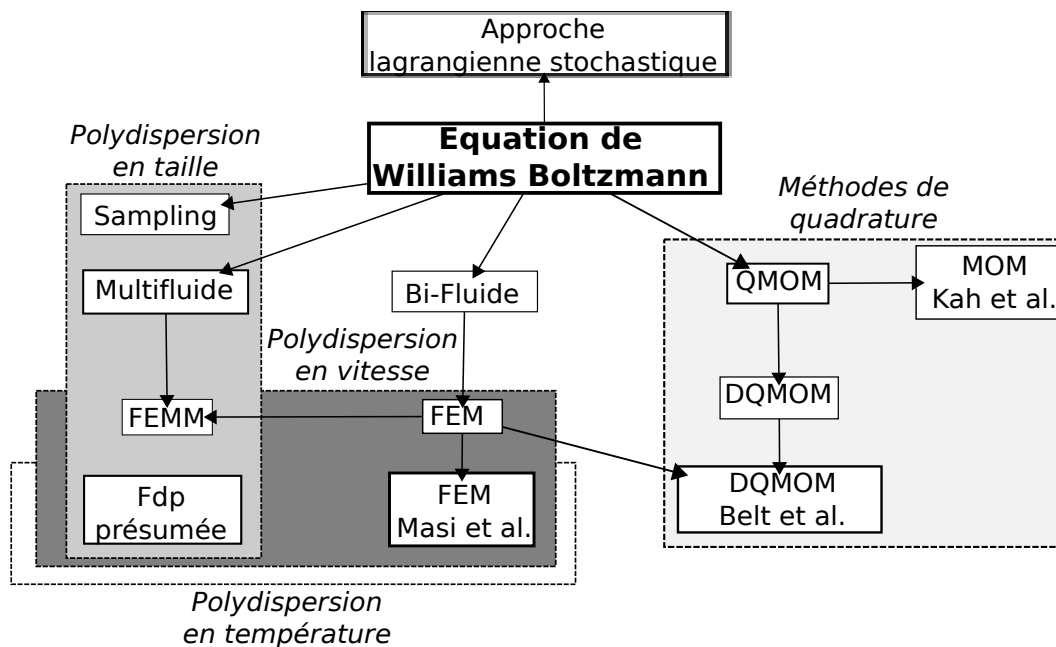 Approche
lagrangienne stochastique
Equation de
Williams Boltzmann
Polydispersion
en taille
Sampling
Multifluide
Bi-Fluide
Méthodes de
quadrature
QMOM
MOM
Kah et al.
Polydispersion
en vitesse
FEMM
FEM
DQMOM
Fdp
présumée
FEM
Masi et al.
DQMOM
Belt et al.
Polydispersion
en température